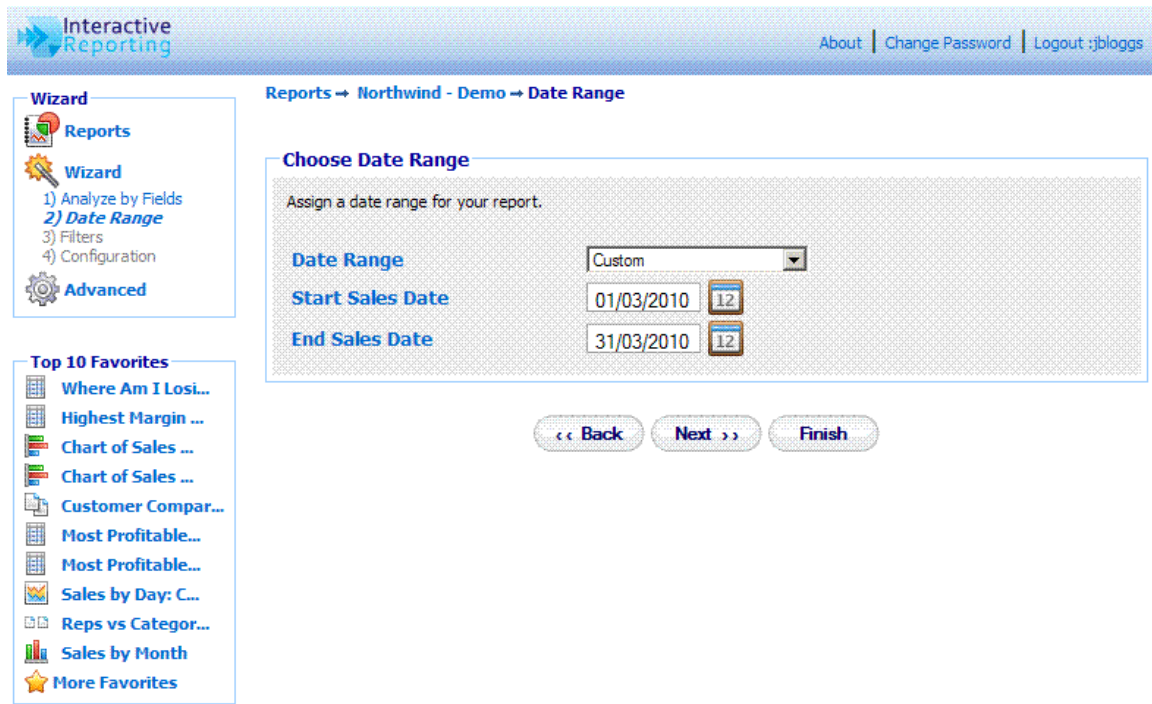 Interactive
Reporting
About | Change Password | Logout :jbloggs
Wizard
Reports
Wizard
1) Analyze by Fields
2) Date Range
3) Filters
4) Configuration
Advanced
Top 10 Favorites
Where Am I Losi...
Highest Margin ...
Chart of Sales ...
Chart of Sales ...
Customer Compar...
Most Profitable...
Most Profitable...
Sales by Day: C...
Reps vs Categor...
Sales by Month
More Favorites
Reports → Northwind - Demo → Date Range
Choose Date Range
Assign a date range for your report.
Date Range Custom
Start Sales Date 01/03/2010 12
End Sales Date 31/03/2010 12
‹‹ Back Next ›› Finish